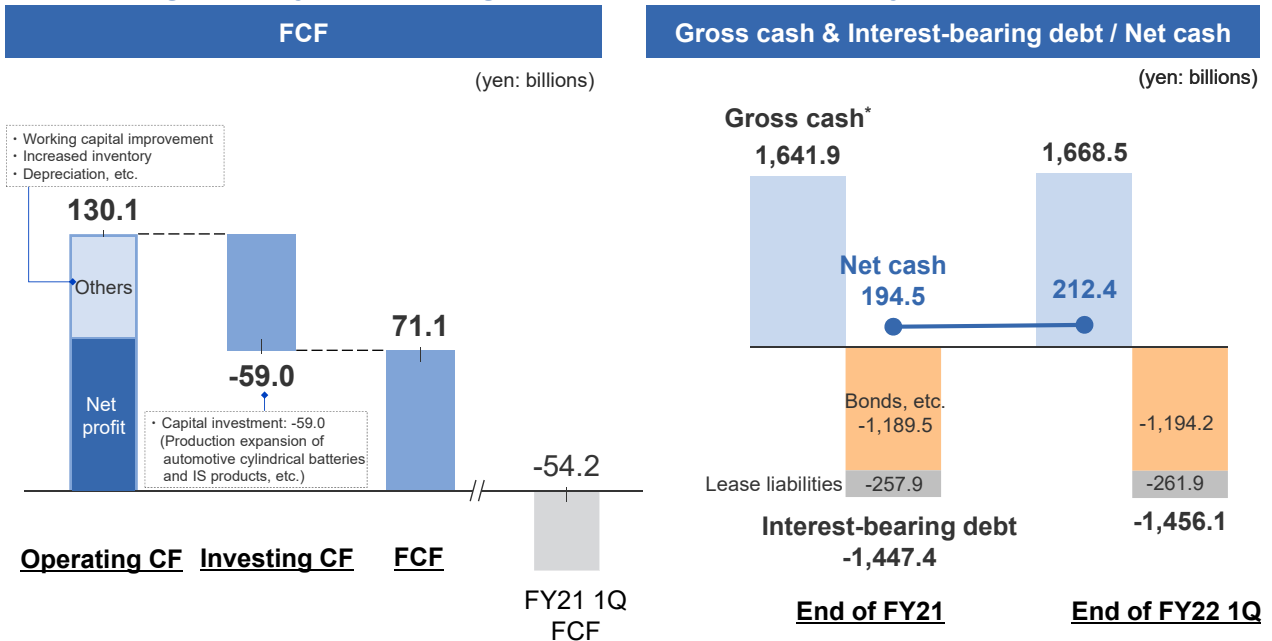 FCF
(yen: billions)
・Working capital improvement
・Increased inventory
・Depreciation, etc.
130.1
Others
Net
profit
-59.0
・Capital investment: -59.0
(Production expansion of
automotive cylindrical batteries
and IS products, etc.)
71.1
-54.2
Operating CF
Investing CF
FCF
FY21 1Q
FCF
Gross cash & Interest-bearing debt / Net cash
(yen: billions)
Gross cash*
1,641.9
1,668.5
Net cash
194.5
212.4
Bonds, etc.
-1,189.5
-1,194.2
Lease liabilities
-257.9
-261.9
Interest-bearing debt
-1,447.4
-1,456.1
End of FY21
End of FY22 1Q